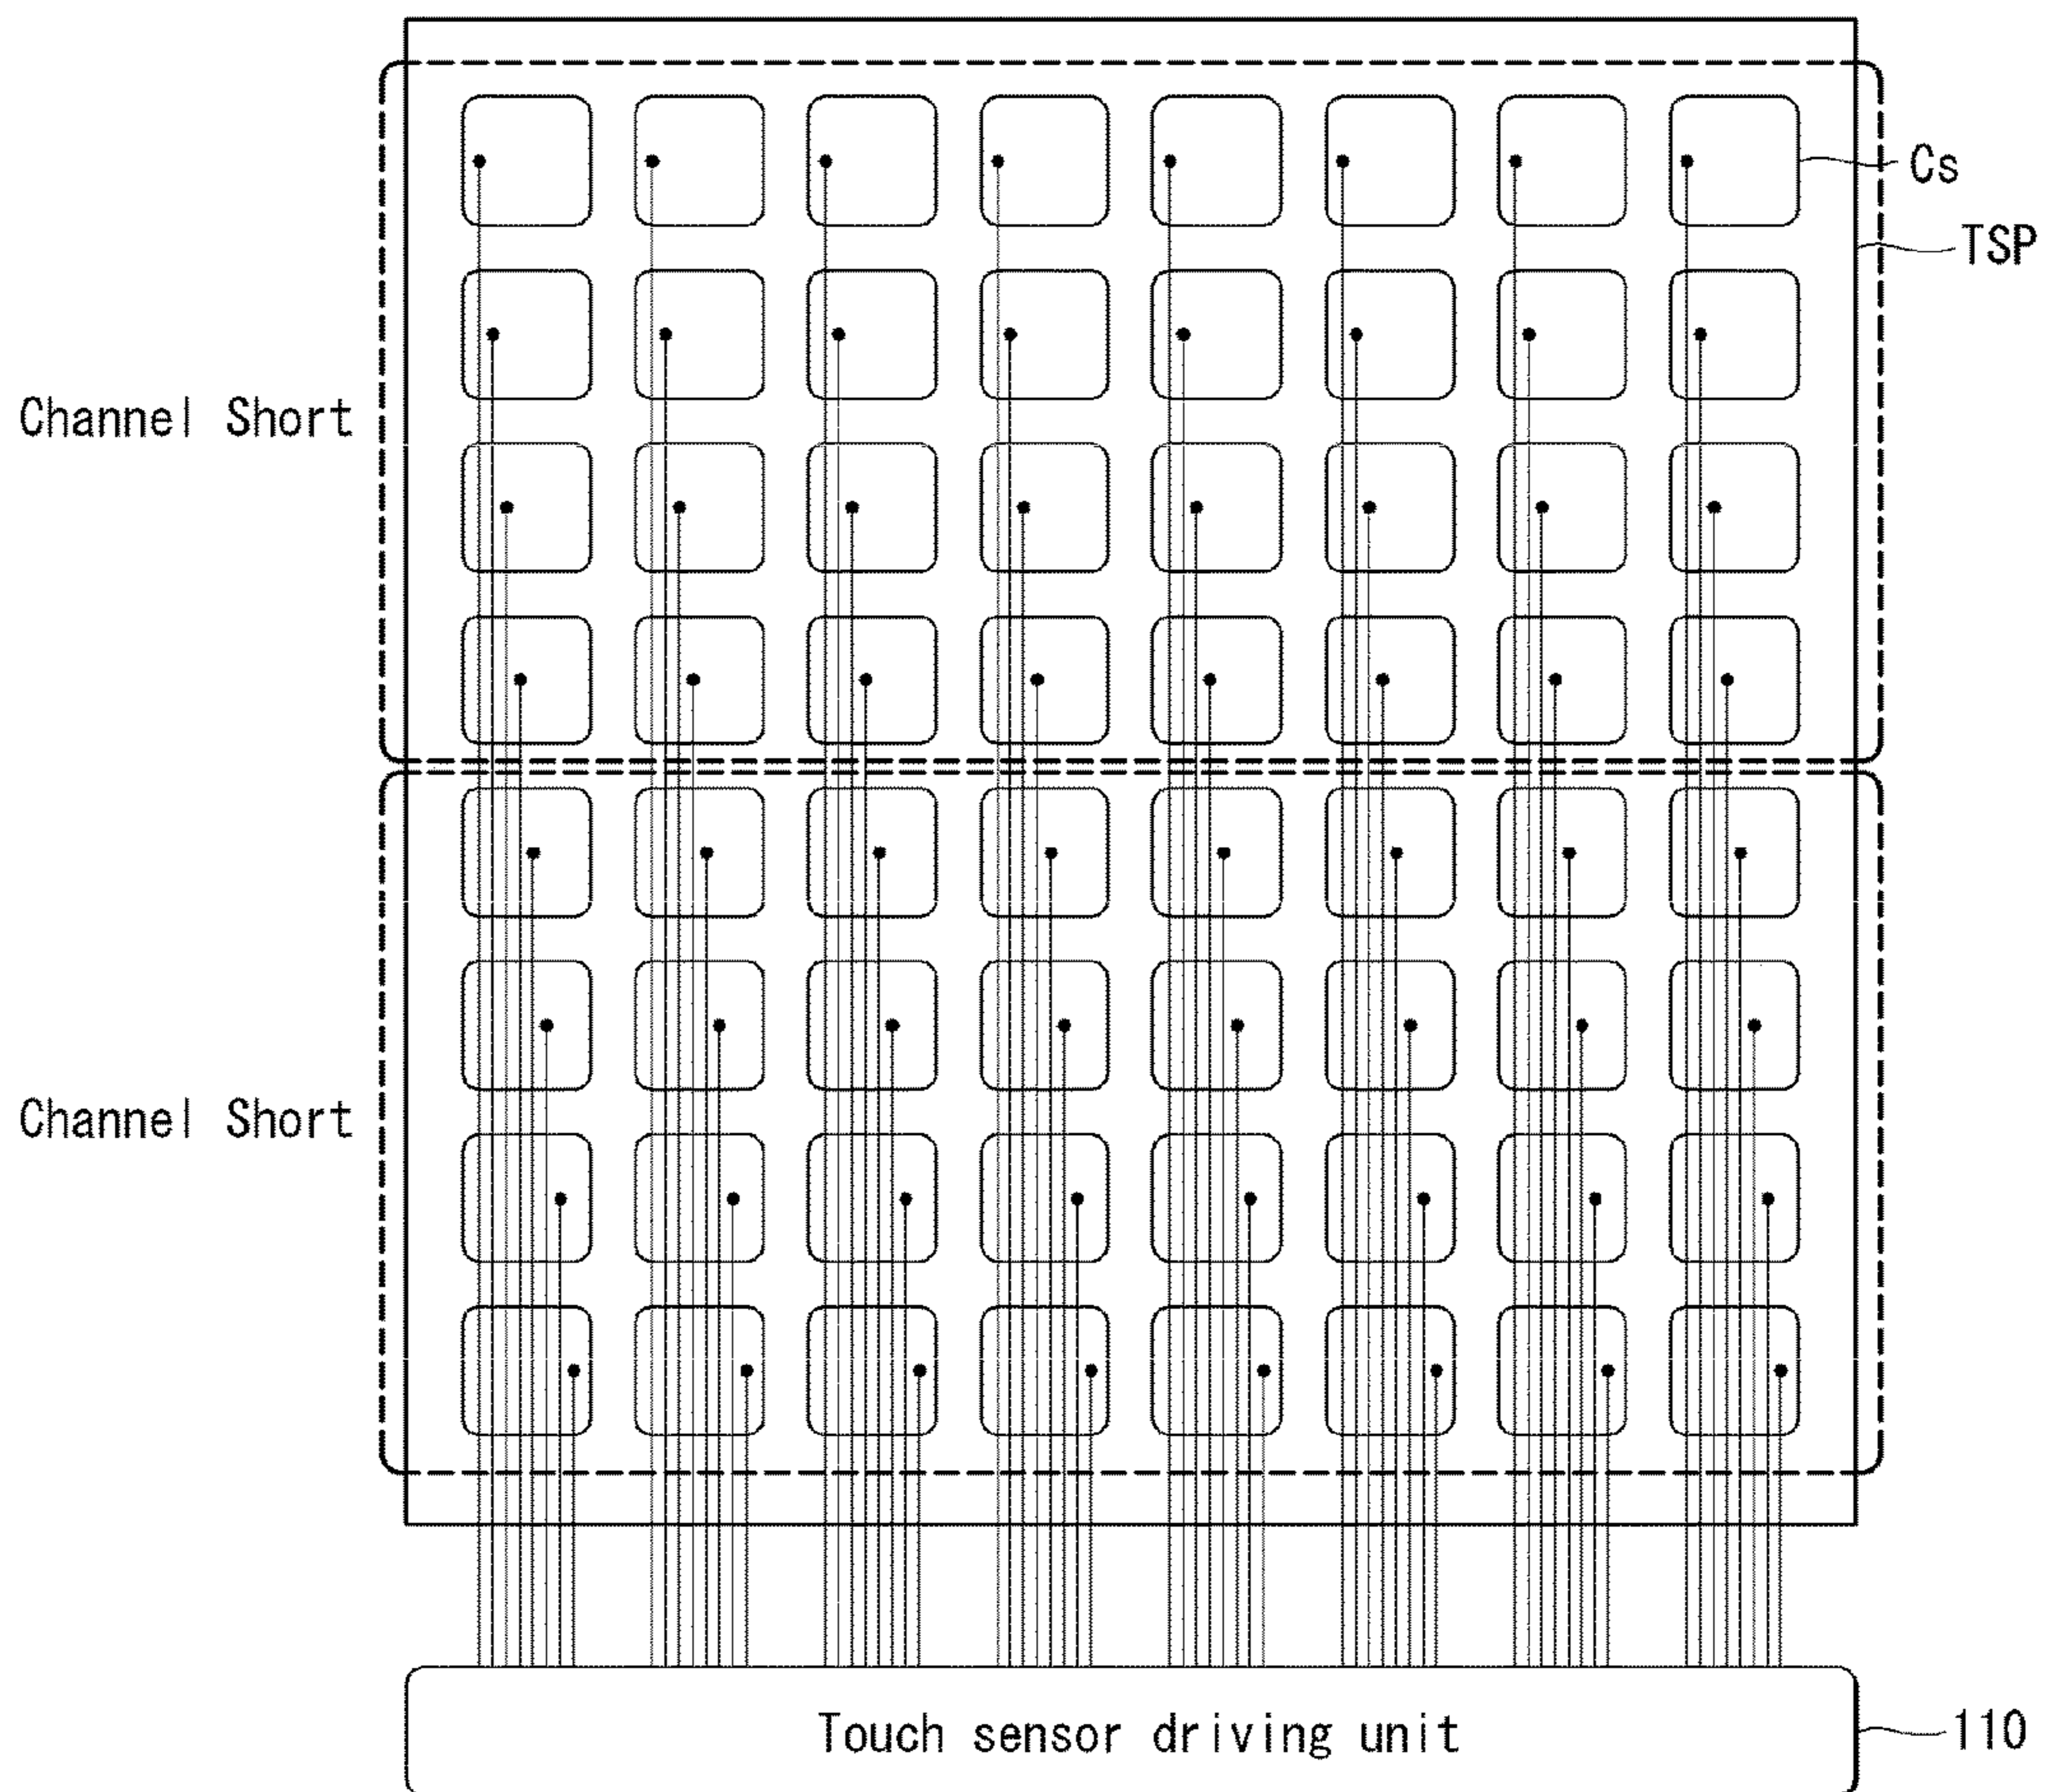 Cs
TSP
Channel Short
Channel Short
Touch sensor driving unit
110